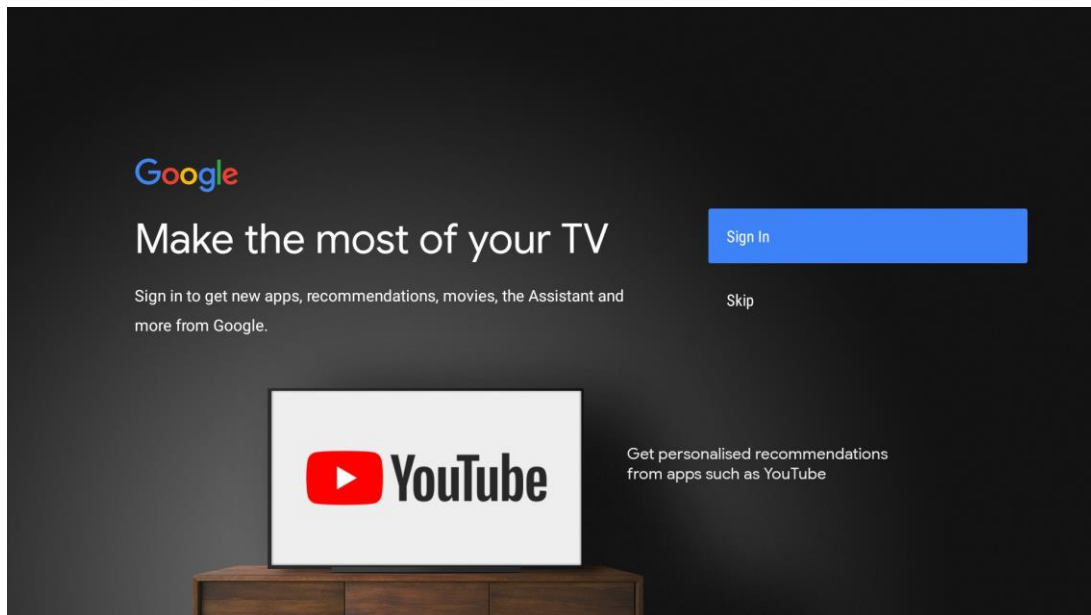 Google
Make the most of your TV
Sign In
Sign in to get new apps, recommendations, movies, the Assistant and
more from Google.
Skip
YouTube
Get personalised recommendations
from apps such as YouTube